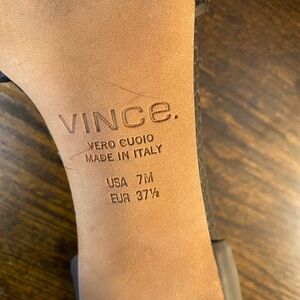 VINCE.
VERO CUOIO
MADE IN ITALY
USA 7M
EUR 37½